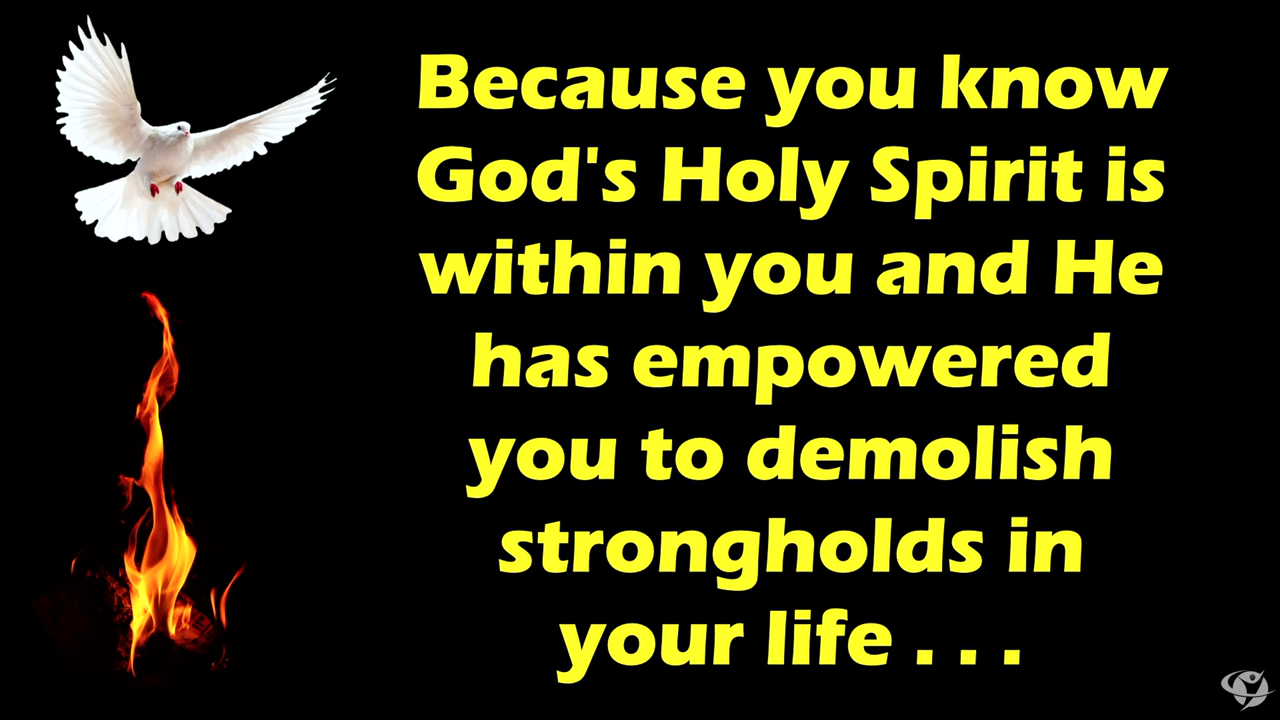 Because you know
God's Holy Spirit is
within you and He
has empowered
you to demolish
strongholds in
your life . . .